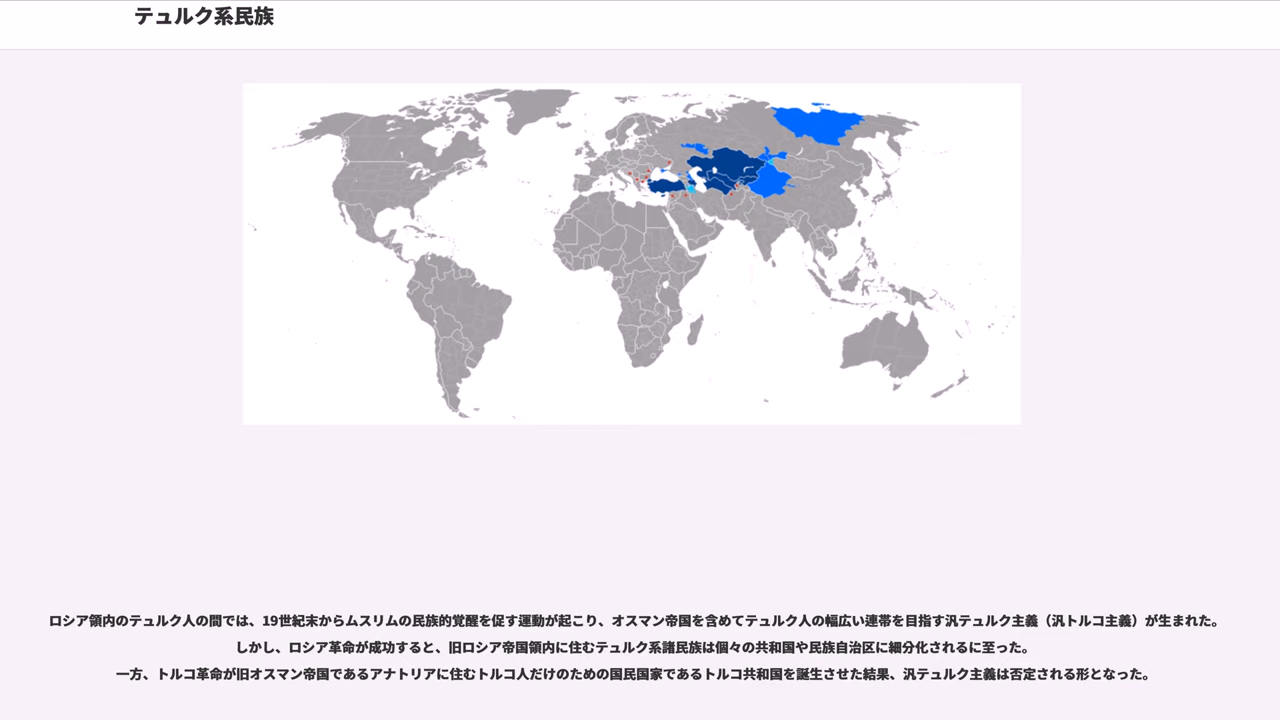 テュルク系民族
ロシア領内のテュルク人の間では、19世紀末からムスリムの民族的覚醒を促す運動が起こり、オスマン帝国を含めてテュルク人の幅広い連帯を目指す汎テュルク主義（汎トルコ主義）が生まれた。
しかし、ロシア革命が成功すると、旧ロシア帝国領内に住むテュルク系諸民族は個々の共和国や民族自治区に細分化されるに至った。
一方、トルコ革命が旧オスマン帝国であるアナトリアに住むトルコ人だけのための国民国家であるトルコ共和国を誕生させた結果、汎テュルク主義は否定される形となった。